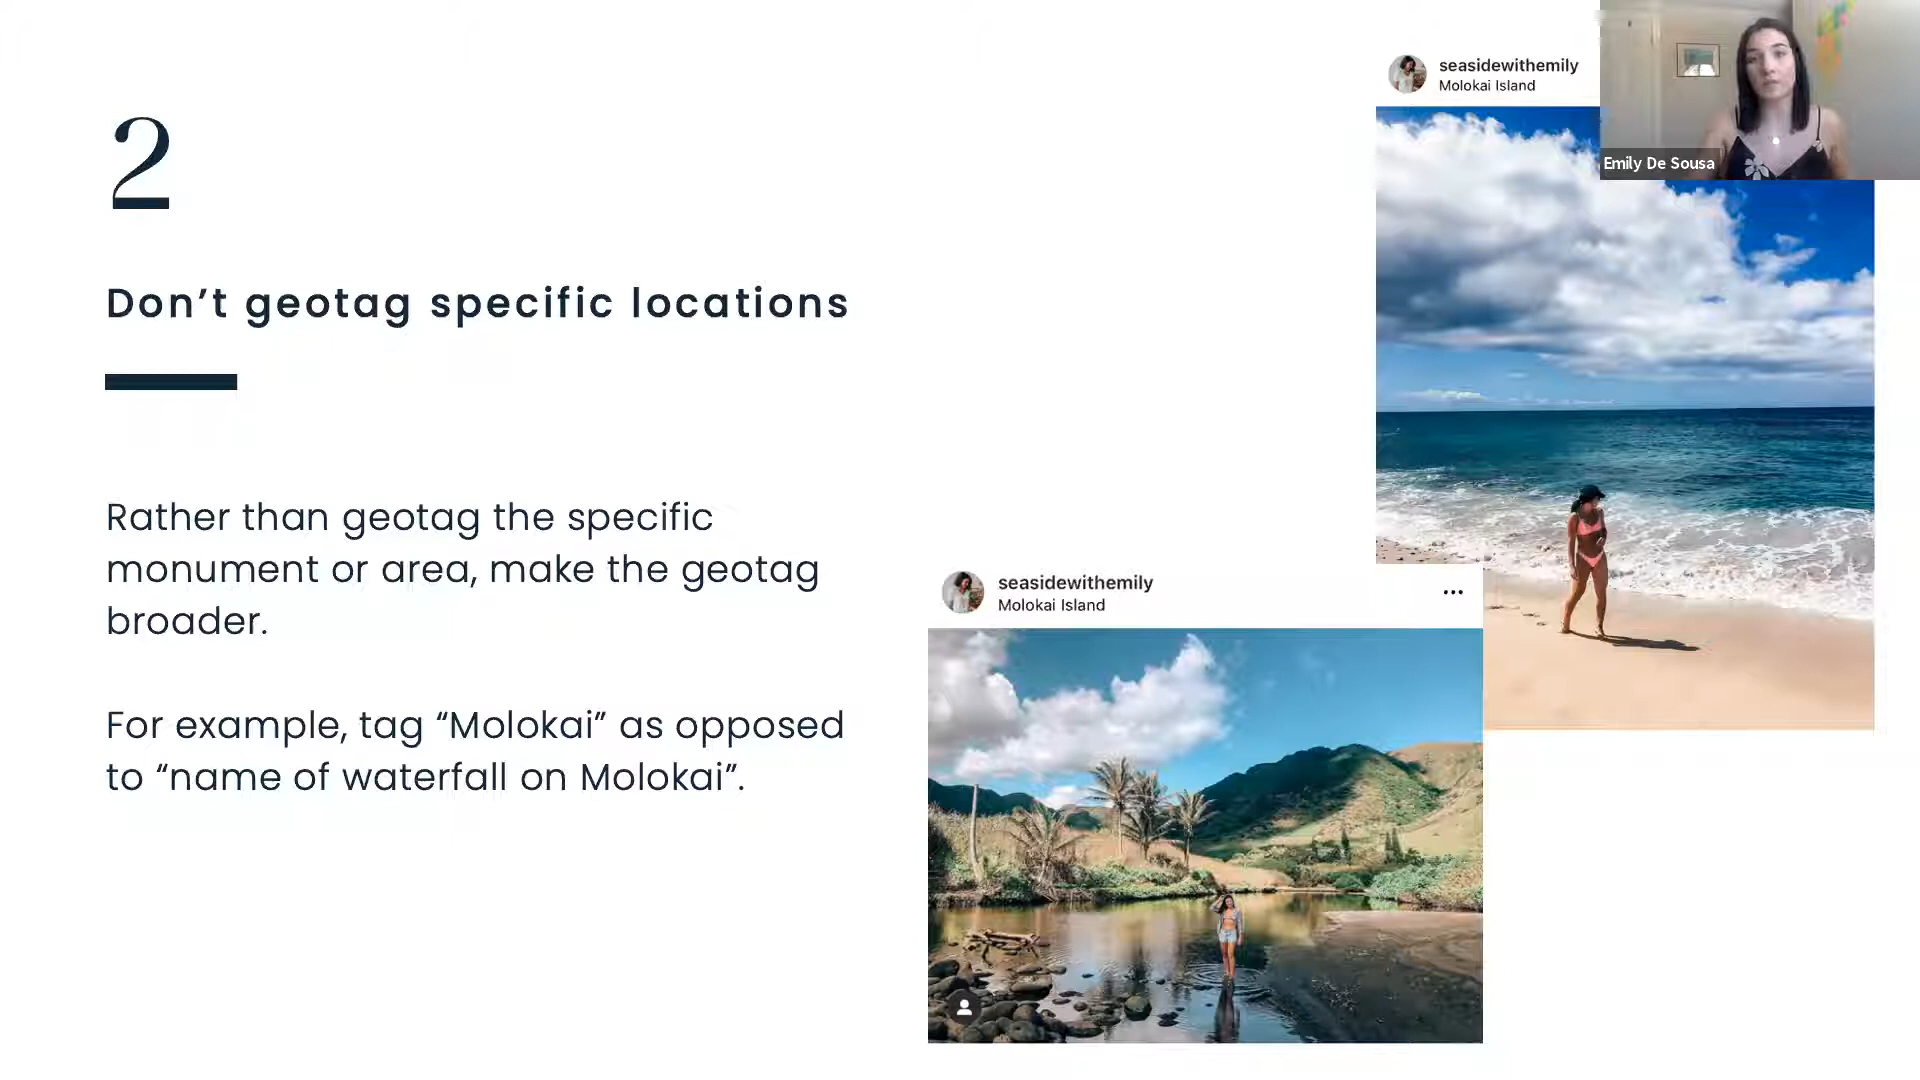 2
Don’t geotag specific locations
Rather than geotag the specific
monument or area, make the geotag
broader.
For example, tag “Molokai” as opposed
to “name of waterfall on Molokai”.
seasidewithemily
Molokai Island
Emily De Sousa
seasidewithemily
Molokai Island